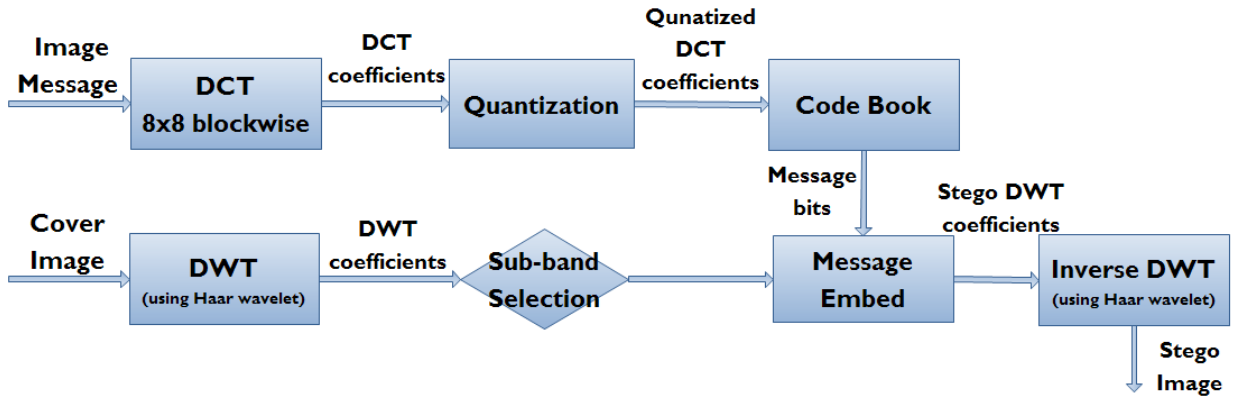 Image
Message
DCT
8x8 blockwise
DCT
coefficients
Quantization
Qunatized
DCT
coefficients
Code Book
Message
bits
Cover
Image
DWT
(using Haar wavelet)
DWT
coefficients
Sub-band
Selection
Message
Embed
Stego DWT
coefficients
Inverse DWT
(using Haar wavelet)
Stego
Image